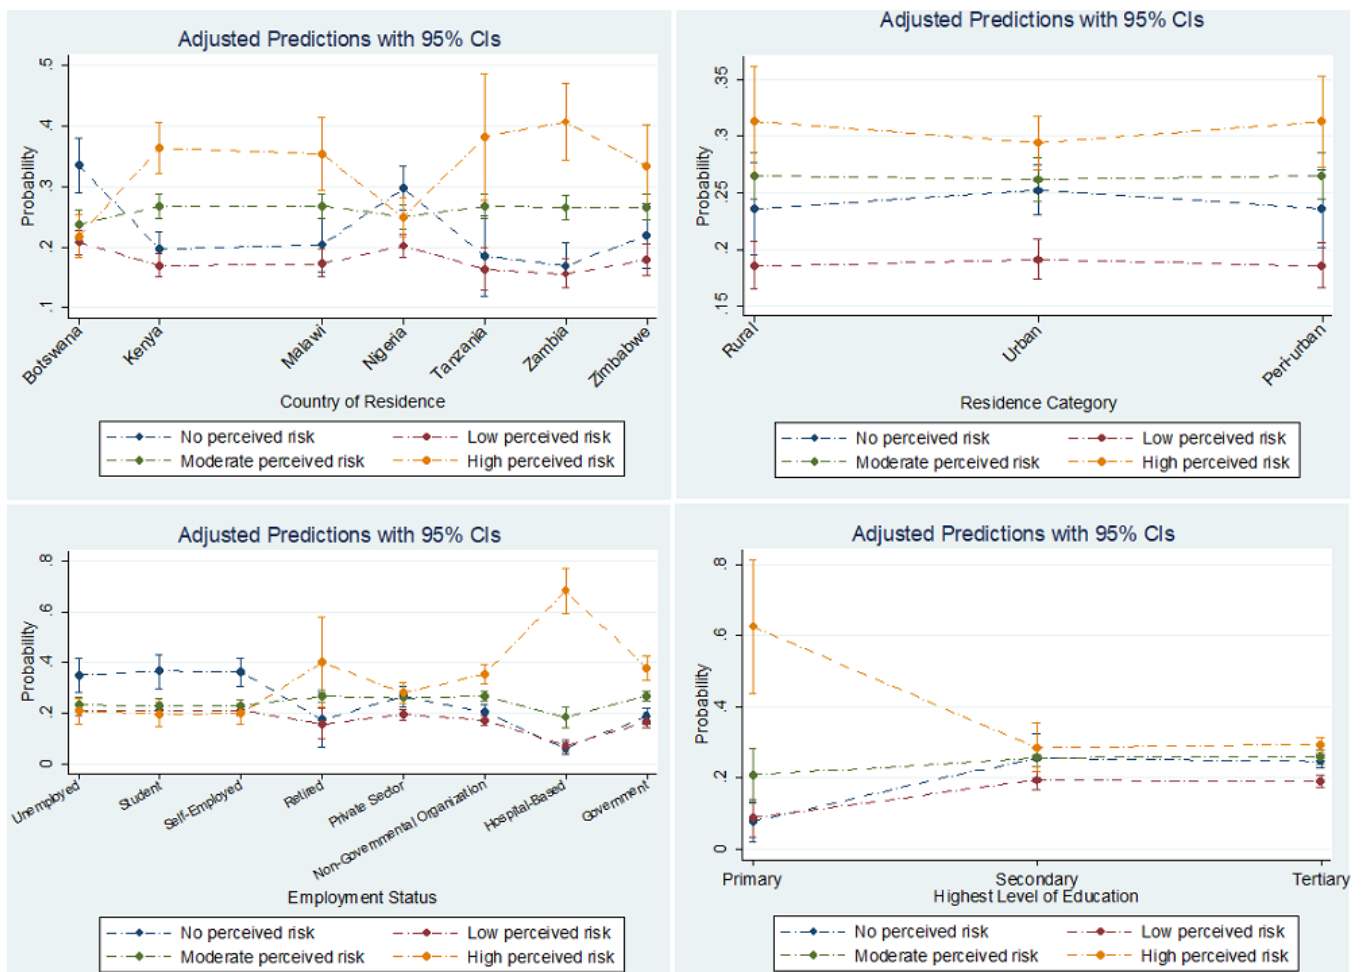 Adjusted Predictions with 95% CIs
Probability
.5
.4
.3
.2
.1
Botswana
Kenya
Malawi
Nigeria
Tanzania
Zambia
Zimbabwe
Country of Residence
No perceived risk
Low perceived risk
Moderate perceived risk
High perceived risk
Adjusted Predictions with 95% CIs
Probability
.35
.3
.25
.2
.15
Rural
Urban
Peri-urban
Residence Category
No perceived risk
Low perceived risk
Moderate perceived risk
High perceived risk
Adjusted Predictions with 95% CIs
Probability
.8
.6
.4
.2
0
Unemployed
Student
Self-Employed
Retired
Private Sector
Non-Governmental Organization
Hospital-Based
Government
Employment Status
No perceived risk
Low perceived risk
Moderate perceived risk
High perceived risk
Adjusted Predictions with 95% CIs
Probability
.8
.6
.4
.2
0
Primary
Secondary
Tertiary
Highest Level of Education
No perceived risk
Low perceived risk
Moderate perceived risk
High perceived risk